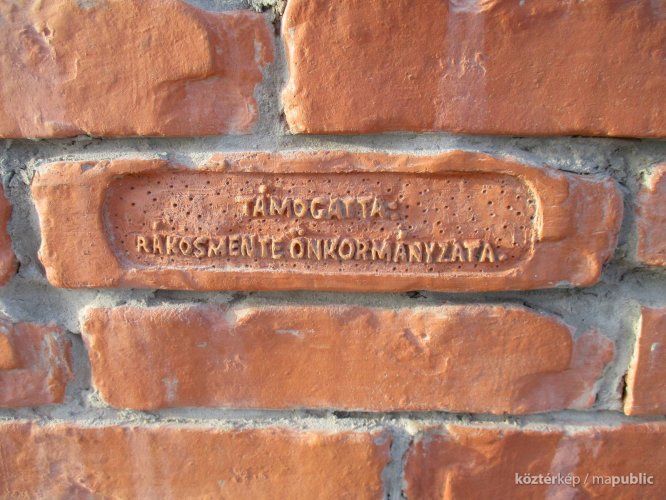 TÁMOGATTA:
RÁKOSMENTE ÖNKORMÁNYZATA.
köztérkép / mapublic